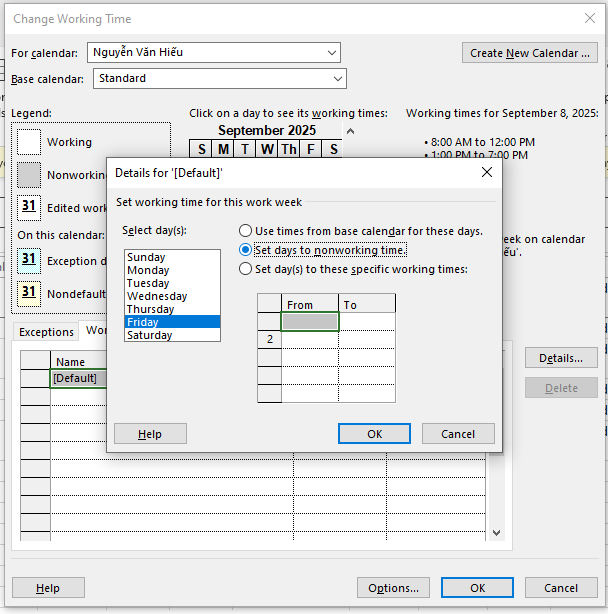 Change Working Time
For calendar: Nguyễn Văn Hiếu
Create New Calendar ...
Base calendar: Standard
Legend:
Click on a day to see its working times:
Working times for September 8, 2025:
Working
September 2025
S M T W Th F S
• 8:00 AM to 12:00 PM
• 1:00 PM to 7:00 PM
Nonworking
31 Edited work
On this calendar:
31 Exception d
31 Nondefault
eek on calendar
Details for '[Default]'
Set working time for this work week
Select day(s):
Sunday
Monday
Tuesday
Wednesday
Thursday
Friday
Saturday
Use times from base calendar for these days.
Set days to nonworking time.
Set day(s) to these specific working times:
From To
2
Help
OK
Cancel
Exceptions
Wo
Name
[Default]
Details...
Delete
Help
Options...
OK
Cancel